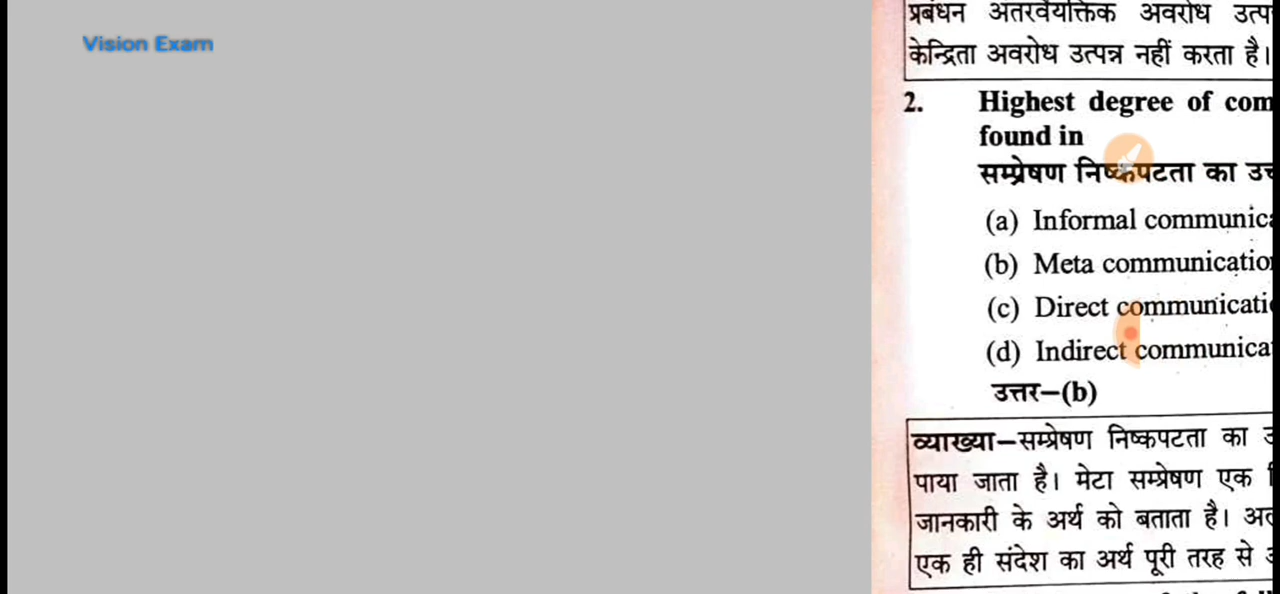 Vision Exam
प्रबंधन अंतरवैयक्तिक अवरोध
केन्द्रिता अवरोध उत्पन्न नहीं करता है।
2. Highest degree of
found in
सम्प्रेषण निष्कपटता का
(a) Informal
(b) Meta
(c) Direct
(d) Indirect
उत्तर–(b)
व्याख्या–सम्प्रेषण निष्कपटता का
पाया जाता है। मेटा सम्प्रेषण एक
जानकारी के अर्थ को बताता है।
एक ही संदेश का अर्थ पूरी तरह से